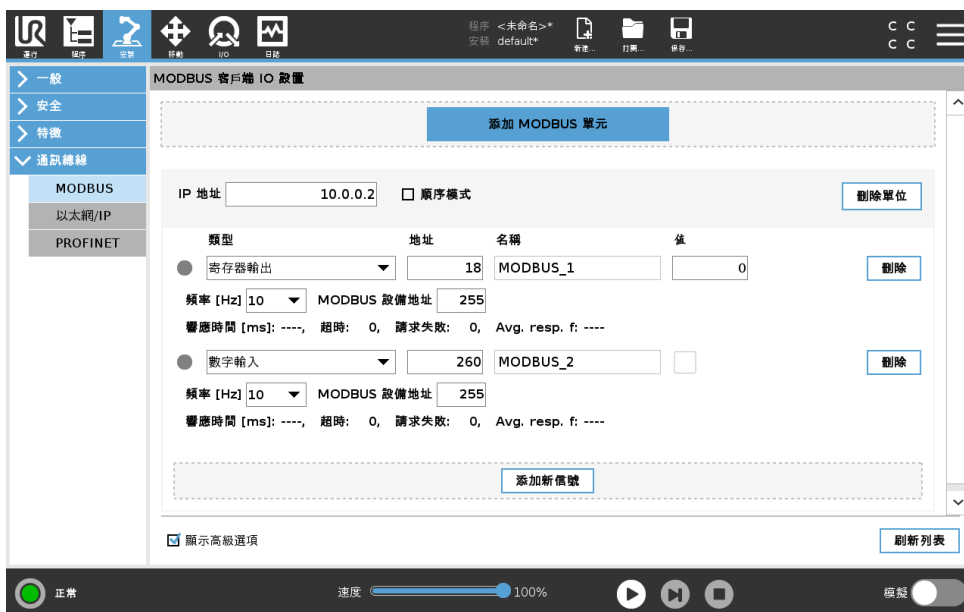 UR
程序 <未命名>*
安裝 default*
C C
C C
運行 程序 安裝 移動 I/O 日誌 新建... 打開... 保存...
一般
MODBUS 客戶端 IO 設置
安全
添加 MODBUS 單元
特徵
通訊總線
MODBUS
以太網/IP
PROFINET
IP 地址 10.0.0.2 順序模式 刪除單位
類型 地址 名稱 值
寄存器輸出 18 MODBUS_1 0 刪除
頻率 [Hz] 10 MODBUS 設備地址 255
響應時間 [ms]: ----, 超時: 0, 請求失敗: 0, Avg. resp. f: ----
數字輸入 260 MODBUS_2 刪除
頻率 [Hz] 10 MODBUS 設備地址 255
響應時間 [ms]: ----, 超時: 0, 請求失敗: 0, Avg. resp. f: ----
添加新信號
顯示高級選項 刷新列表
正常 速度 100% 模擬